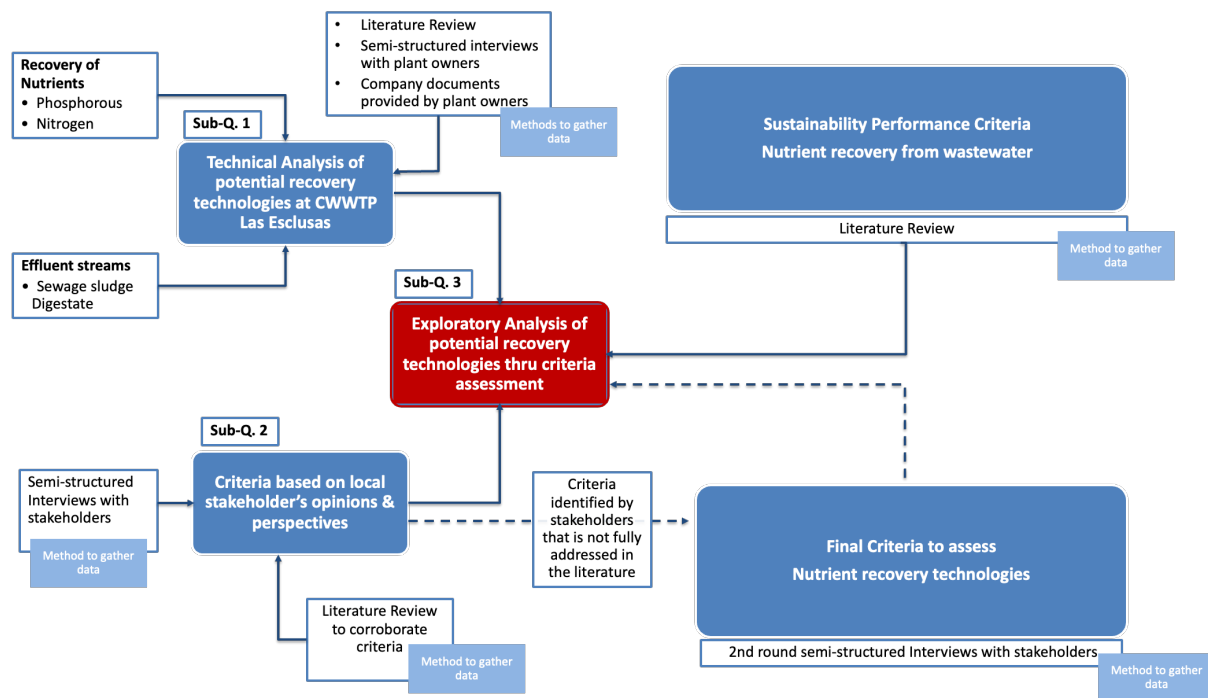 Recovery of
Nutrients
• Phosphorous
• Nitrogen
• Literature Review
• Semi-structured interviews
with plant owners
• Company documents
provided by plant owners
Methods to gather
data
Sub-Q. 1
Technical Analysis of
potential recovery
technologies at CWWTP
Las Esclusas
Effluent streams
• Sewage sludge
Digestate
Sustainability Performance Criteria
Nutrient recovery from wastewater
Literature Review
Method to gather
data
Sub-Q. 3
Exploratory Analysis of
potential recovery
technologies thru criteria
assessment
Sub-Q. 2
Criteria based on local
stakeholder’s opinions &
perspectives
Semi-structured
Interviews with
stakeholders
Method to gather
data
Literature Review
to corroborate
criteria
Method to gather
data
Criteria
identified by
stakeholders
that is not fully
addressed in
the literature
Final Criteria to assess
Nutrient recovery technologies
2nd round semi-structured Interviews with stakeholders
Method to gather
data